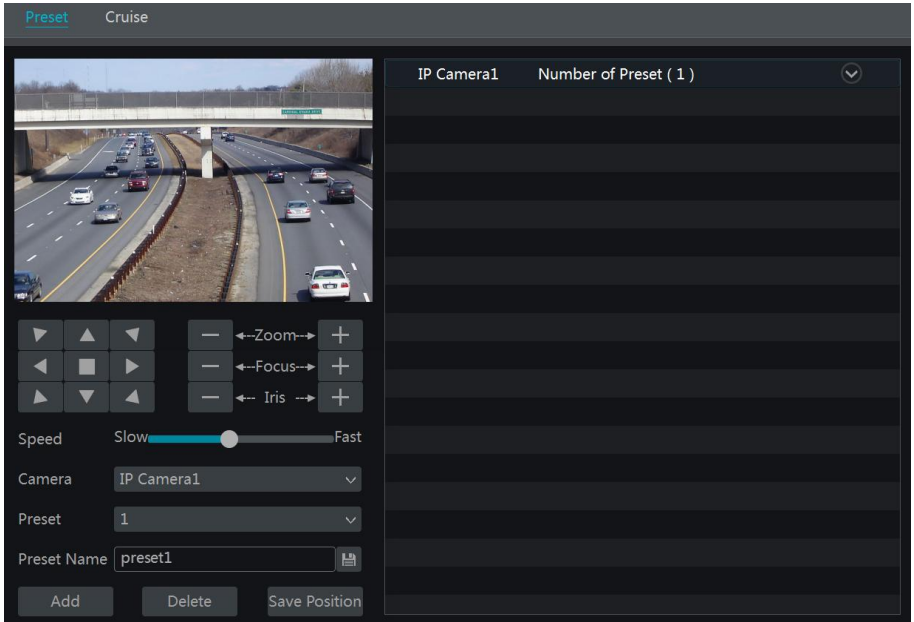 Preset Cruise
IP Camera1 Number of Preset ( 1 )
Zoom
Focus
Iris
Speed Slow Fast
Camera IP Camera1
Preset 1
Preset Name preset1
Add Delete Save Position